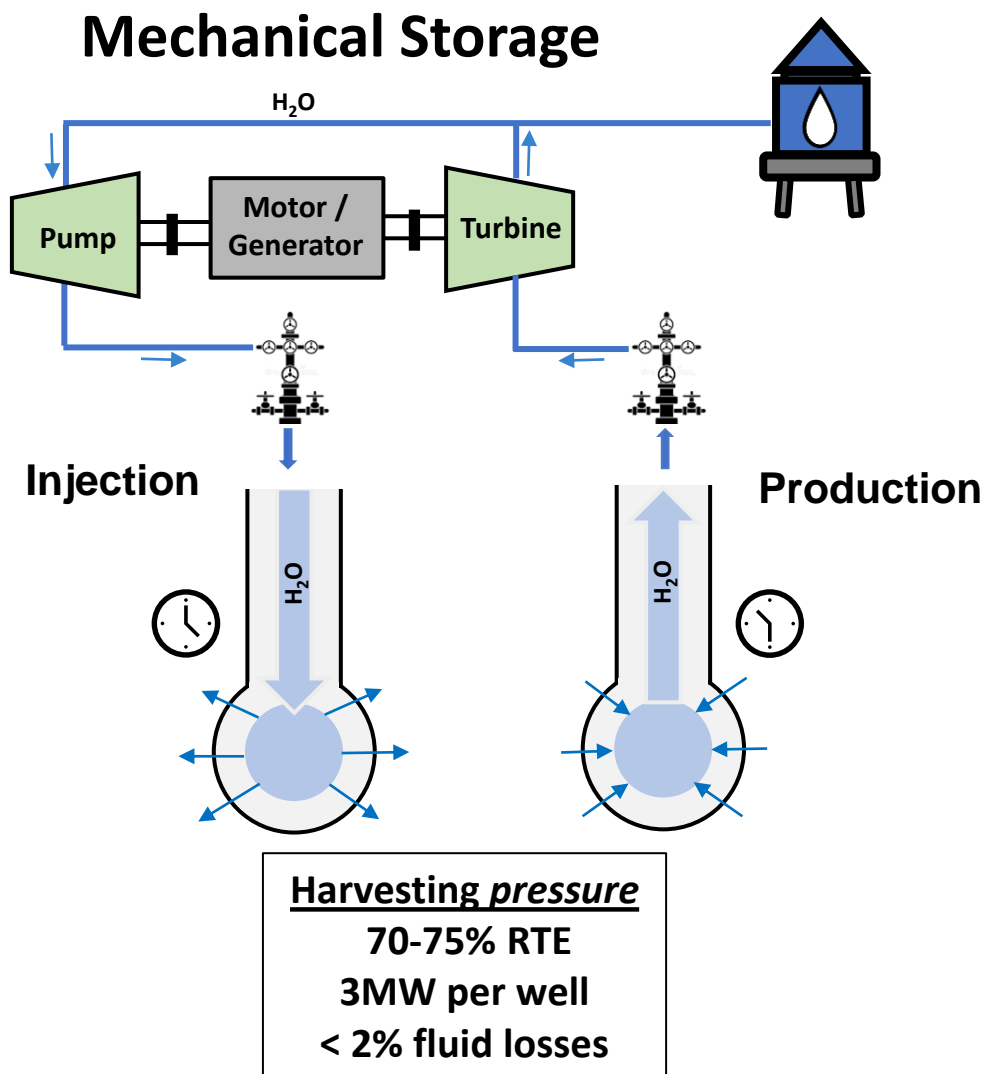 Mechanical Storage
H₂O
Pump
Motor /
Generator
Turbine
Injection
Production
H₂O
H₂O
Harvesting pressure
70-75% RTE
3MW per well
< 2% fluid losses